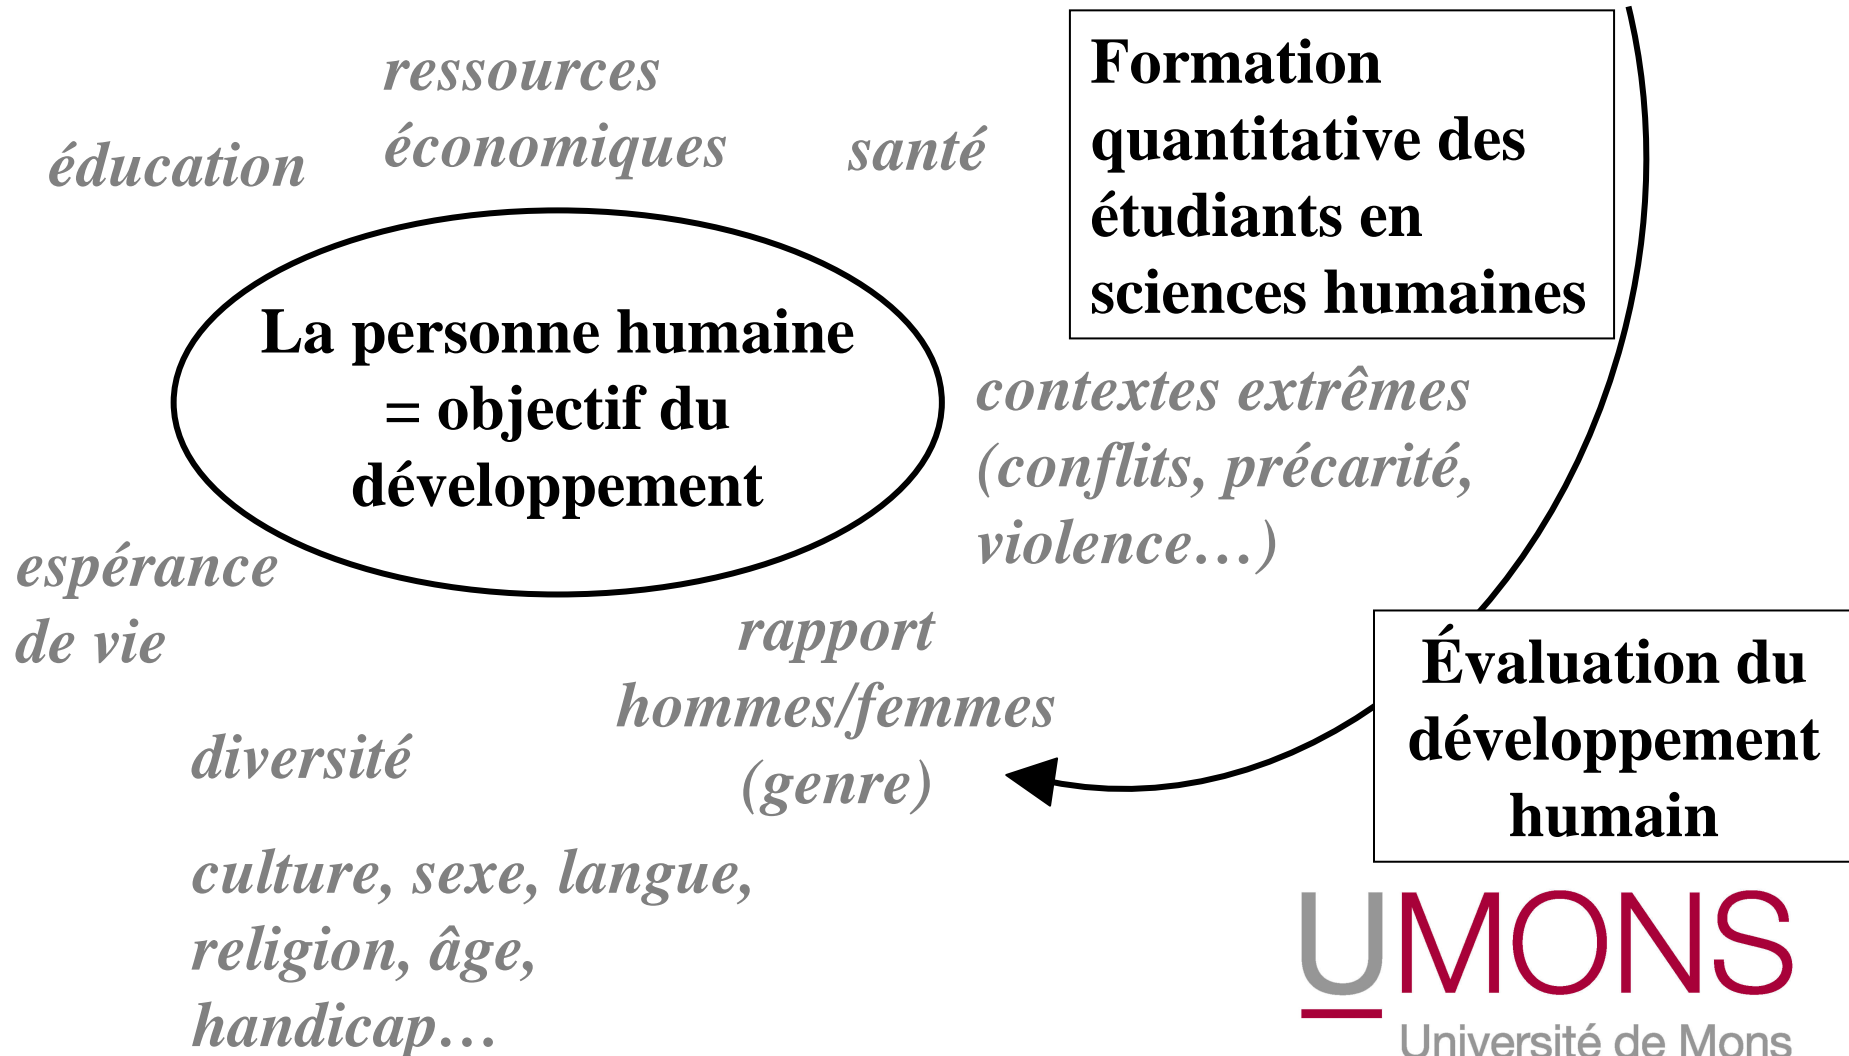 ressources
économiques
éducation
santé
Formation
quantitative des
étudiants en
sciences humaines
La personne humaine
= objectif du
développement
contextes extrêmes
(conflits, précarité,
violence…)
espérance
de vie
rapport
hommes/femmes
(genre)
Évaluation du
développement
humain
diversité
culture, sexe, langue,
religion, âge,
handicap…
UMONS
Université de Mons